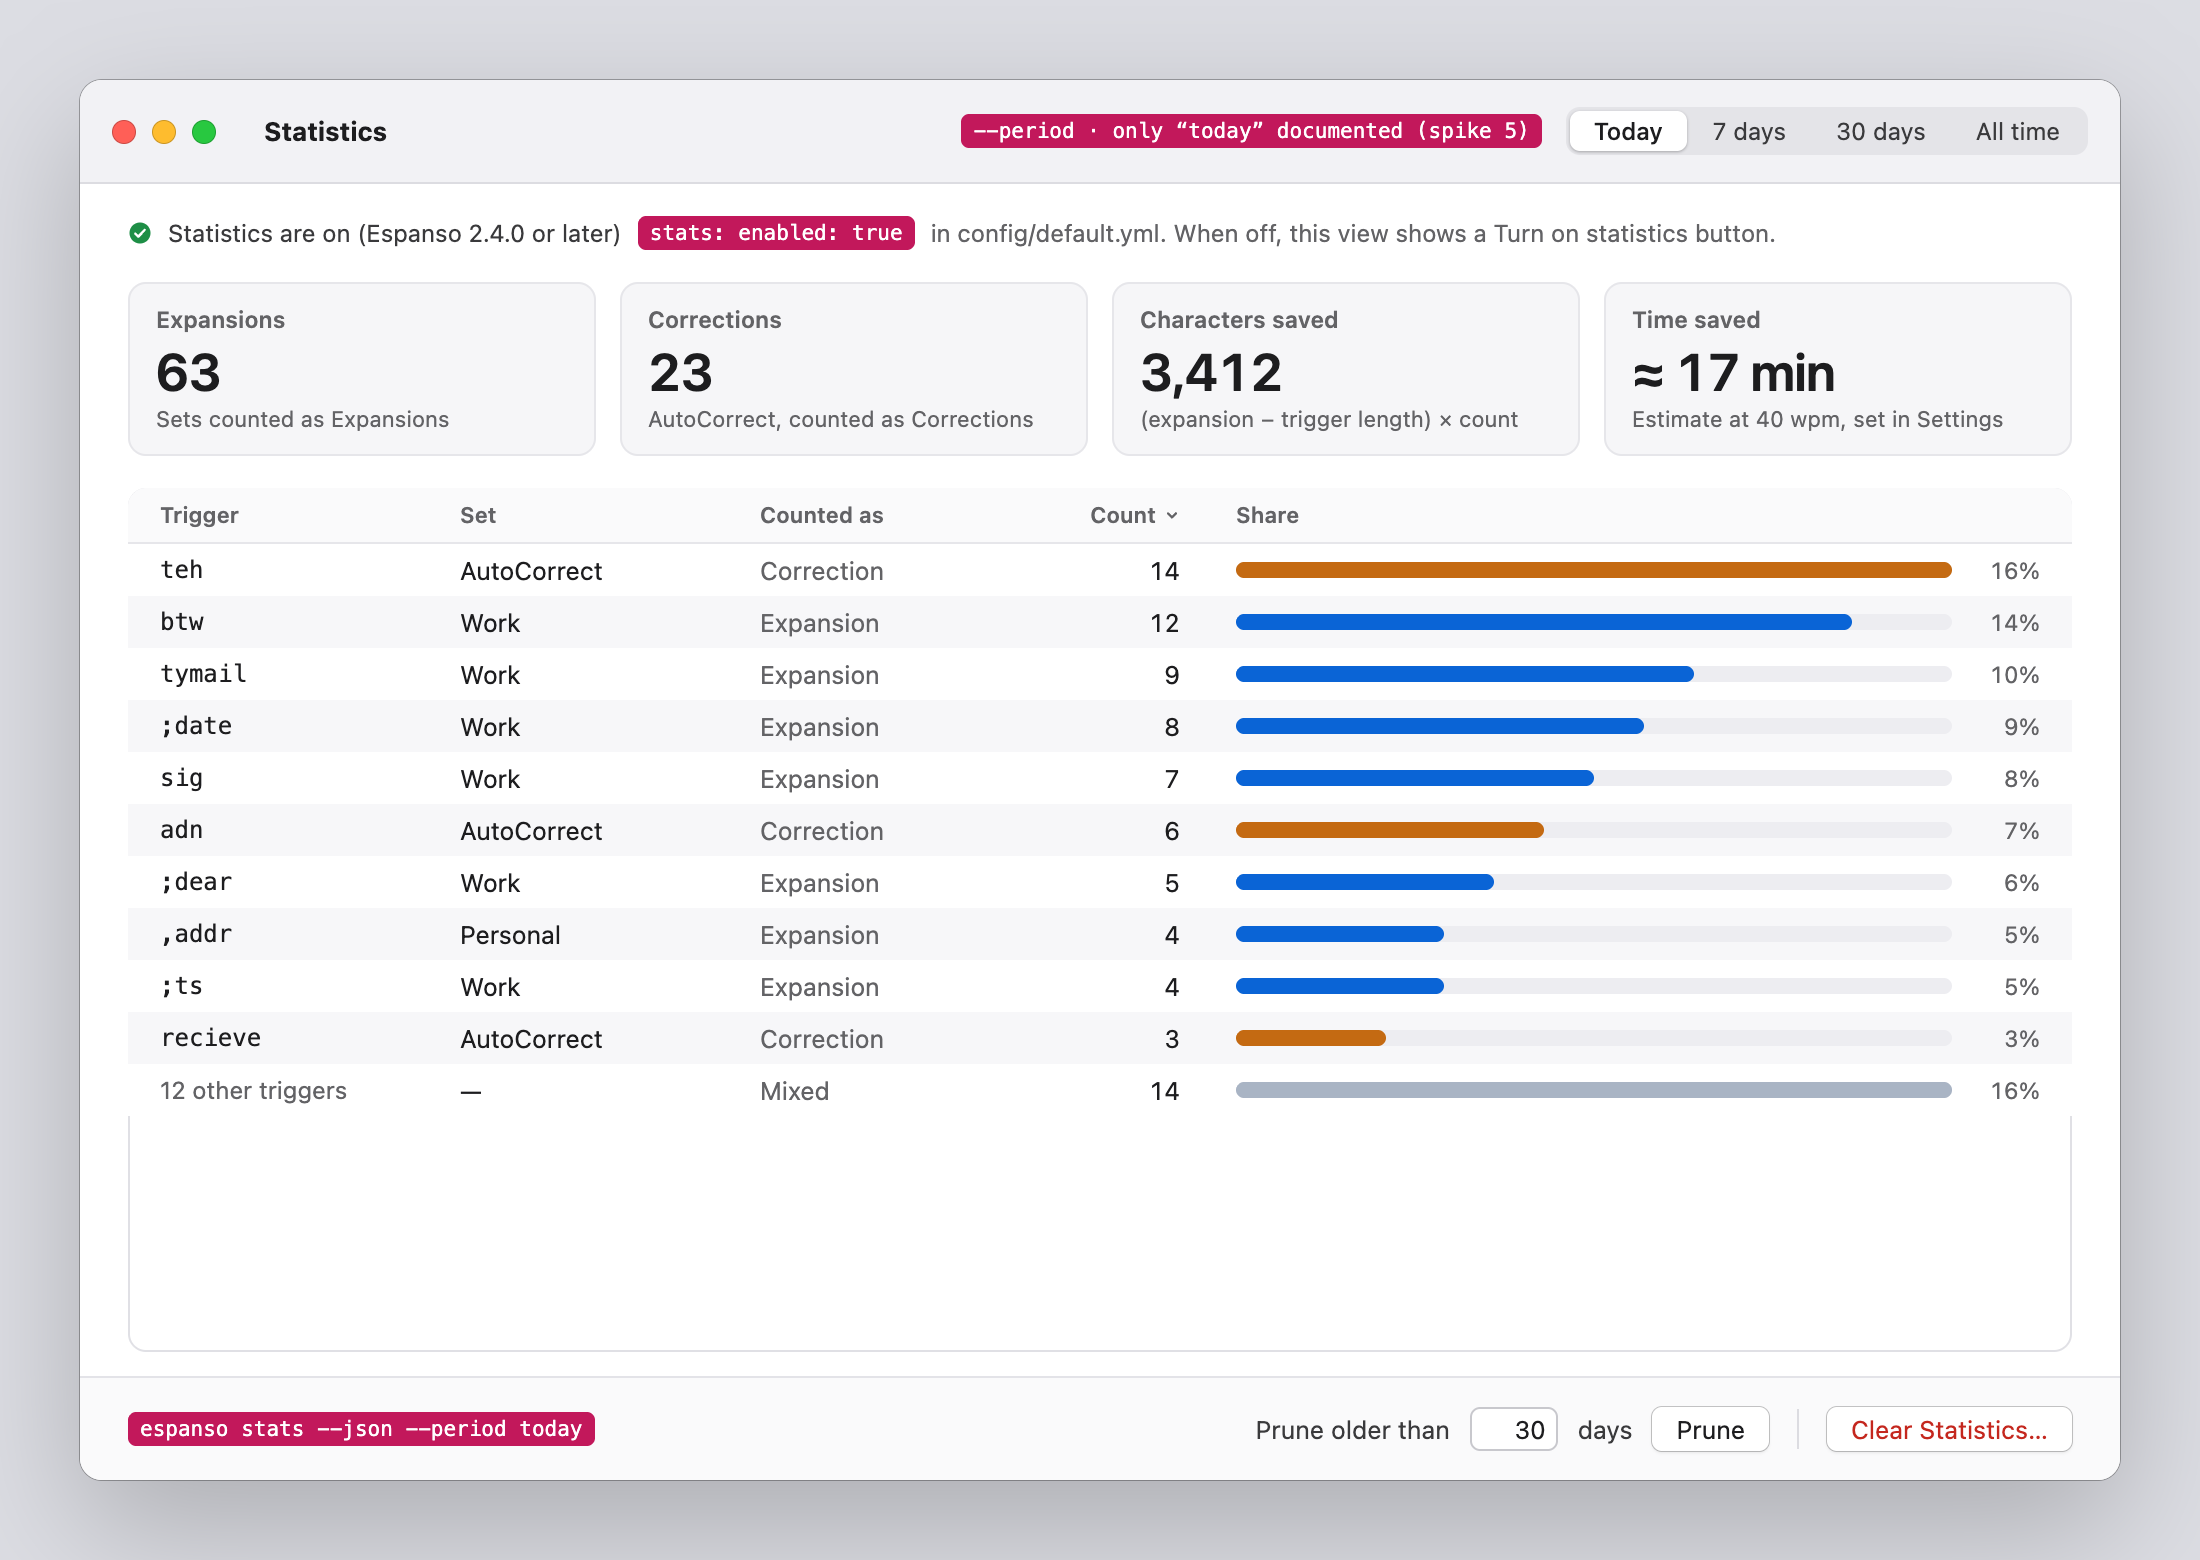 Statistics
--period · only “today” documented (spike 5)
Today 7 days 30 days All time
Statistics are on (Espanso 2.4.0 or later) stats: enabled: true in config/default.yml. When off, this view shows a Turn on statistics button.
Expansions
63
Sets counted as Expansions
Corrections
23
AutoCorrect, counted as Corrections
Characters saved
3,412
(expansion – trigger length) × count
Time saved
≈ 17 min
Estimate at 40 wpm, set in Settings
Trigger Set Counted as Count Share
teh AutoCorrect Correction 14 16%
btw Work Expansion 12 14%
tymail Work Expansion 9 10%
;date Work Expansion 8 9%
sig Work Expansion 7 8%
adn AutoCorrect Correction 6 7%
;dear Work Expansion 5 6%
,addr Personal Expansion 4 5%
;ts Work Expansion 4 5%
recieve AutoCorrect Correction 3 3%
12 other triggers — Mixed 14 16%
espanso stats --json --period today
Prune older than 30 days Prune Clear Statistics…